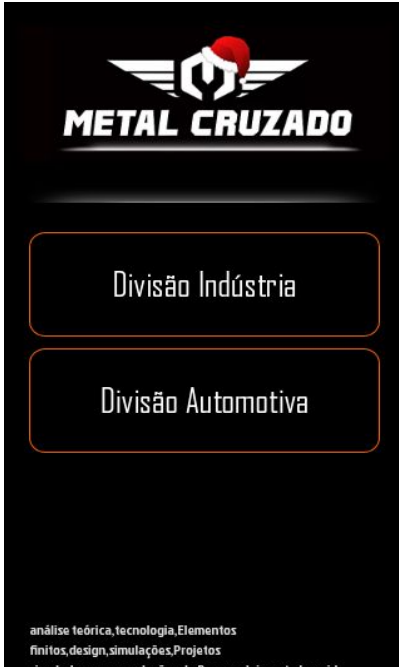 METAL CRUZADO
Divisão Indústria
Divisão Automotiva
análise teórica,tecnologia,Elementos
finitos,design,simulações,Projetos